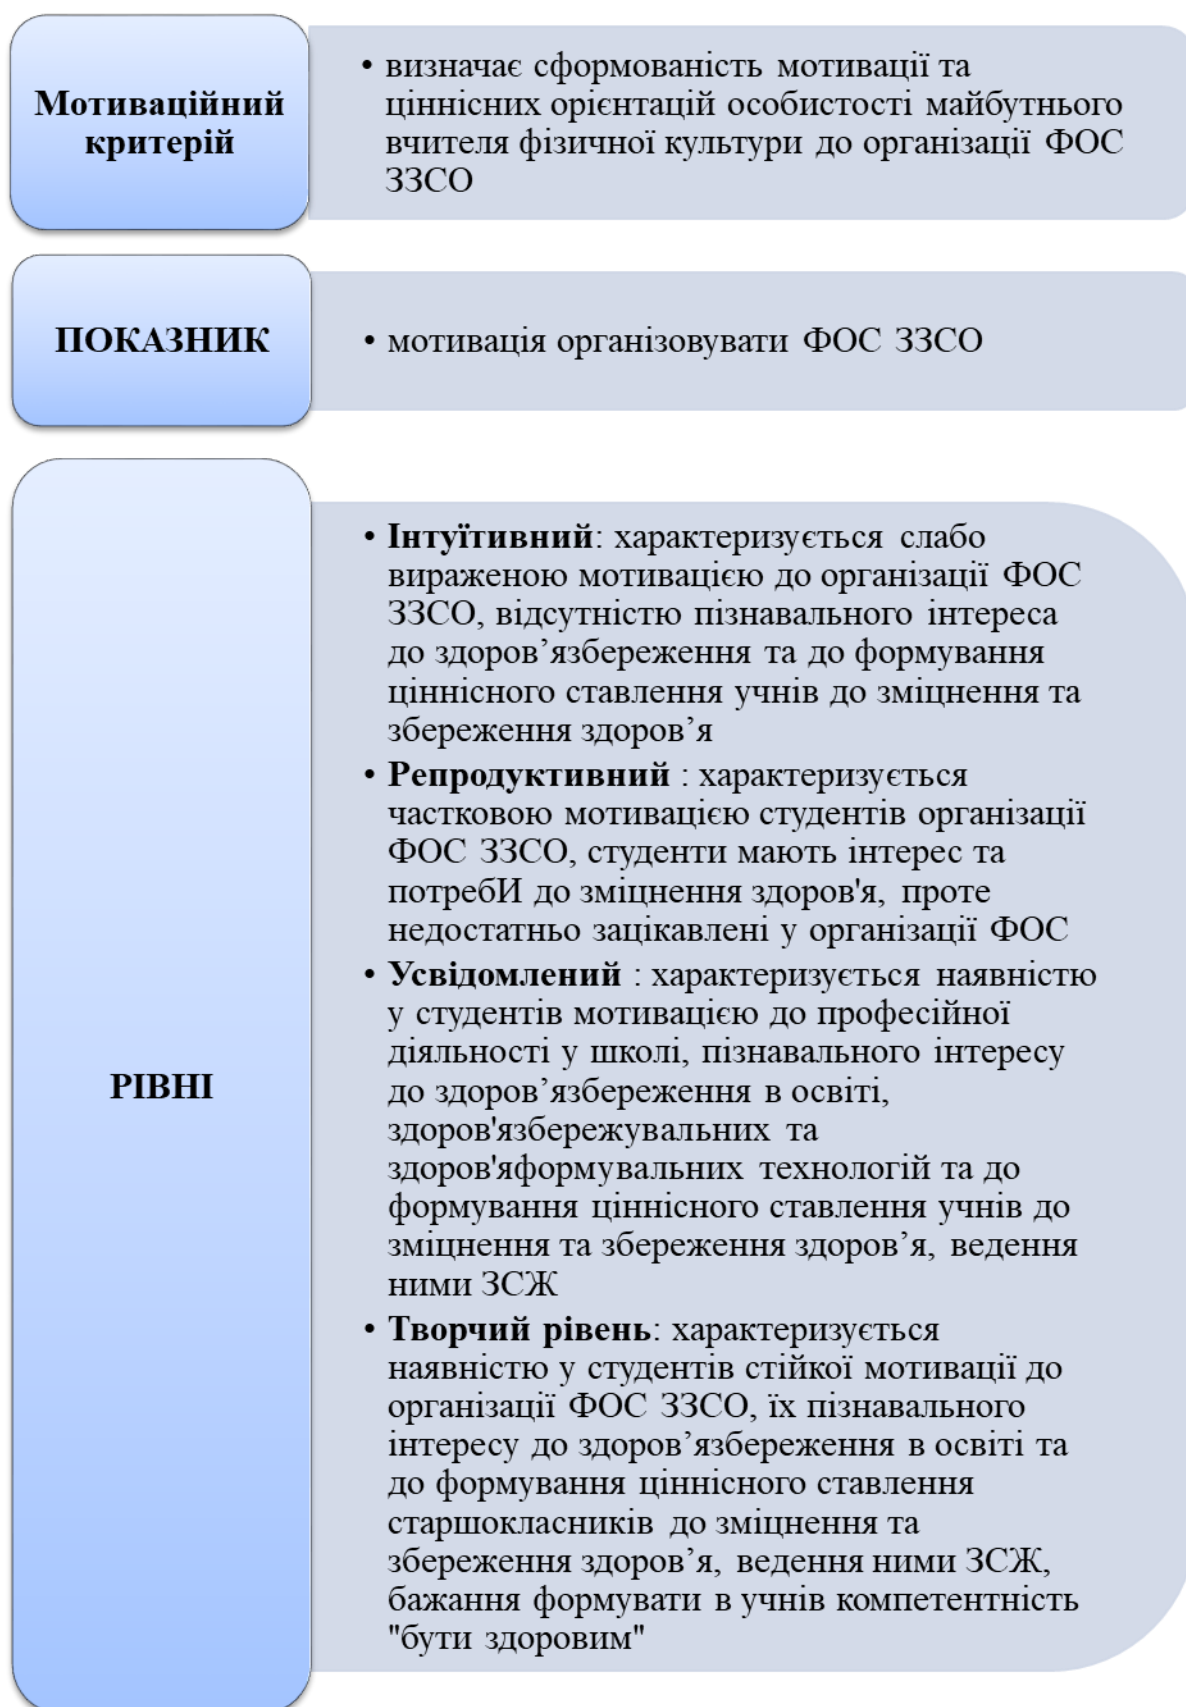 Мотиваційний
критерій
• визначає сформованість мотивації та
ціннісних орієнтацій особистості майбутнього
вчителя фізичної культури до організації ФОС
ЗЗСО
ПОКАЗНИК
• мотивація організовувати ФОС ЗЗСО
РІВНІ
• Інтуїтивний: характеризується слабо
вираженою мотивацією до організації ФОС
ЗЗСО, відсутністю пізнавального інтереса
до здоров’язбереження та до формування
ціннісного ставлення учнів до зміцнення та
збереження здоров’я
• Репродуктивний : характеризується
частковою мотивацією студентів організації
ФОС ЗЗСО, студенти мають інтерес та
потребИ до зміцнення здоров'я, проте
недостатньо зацікавлені у організації ФОС
• Усвідомлений : характеризується наявністю
у студентів мотивацією до професійної
діяльності у школі, пізнавального інтересу
до здоров’язбереження в освіті,
здоров'язбережувальних та
здоров'яформувальних технологій та до
формування ціннісного ставлення учнів до
зміцнення та збереження здоров’я, ведення
ними ЗСЖ
• Творчий рівень: характеризується
наявністю у студентів стійкої мотивації до
організації ФОС ЗЗСО, їх пізнавального
інтересу до здоров’язбереження в освіті та
до формування ціннісного ставлення
старшокласників до зміцнення та
збереження здоров’я, ведення ними ЗСЖ,
бажання формувати в учнів компетентність
"бути здоровим"